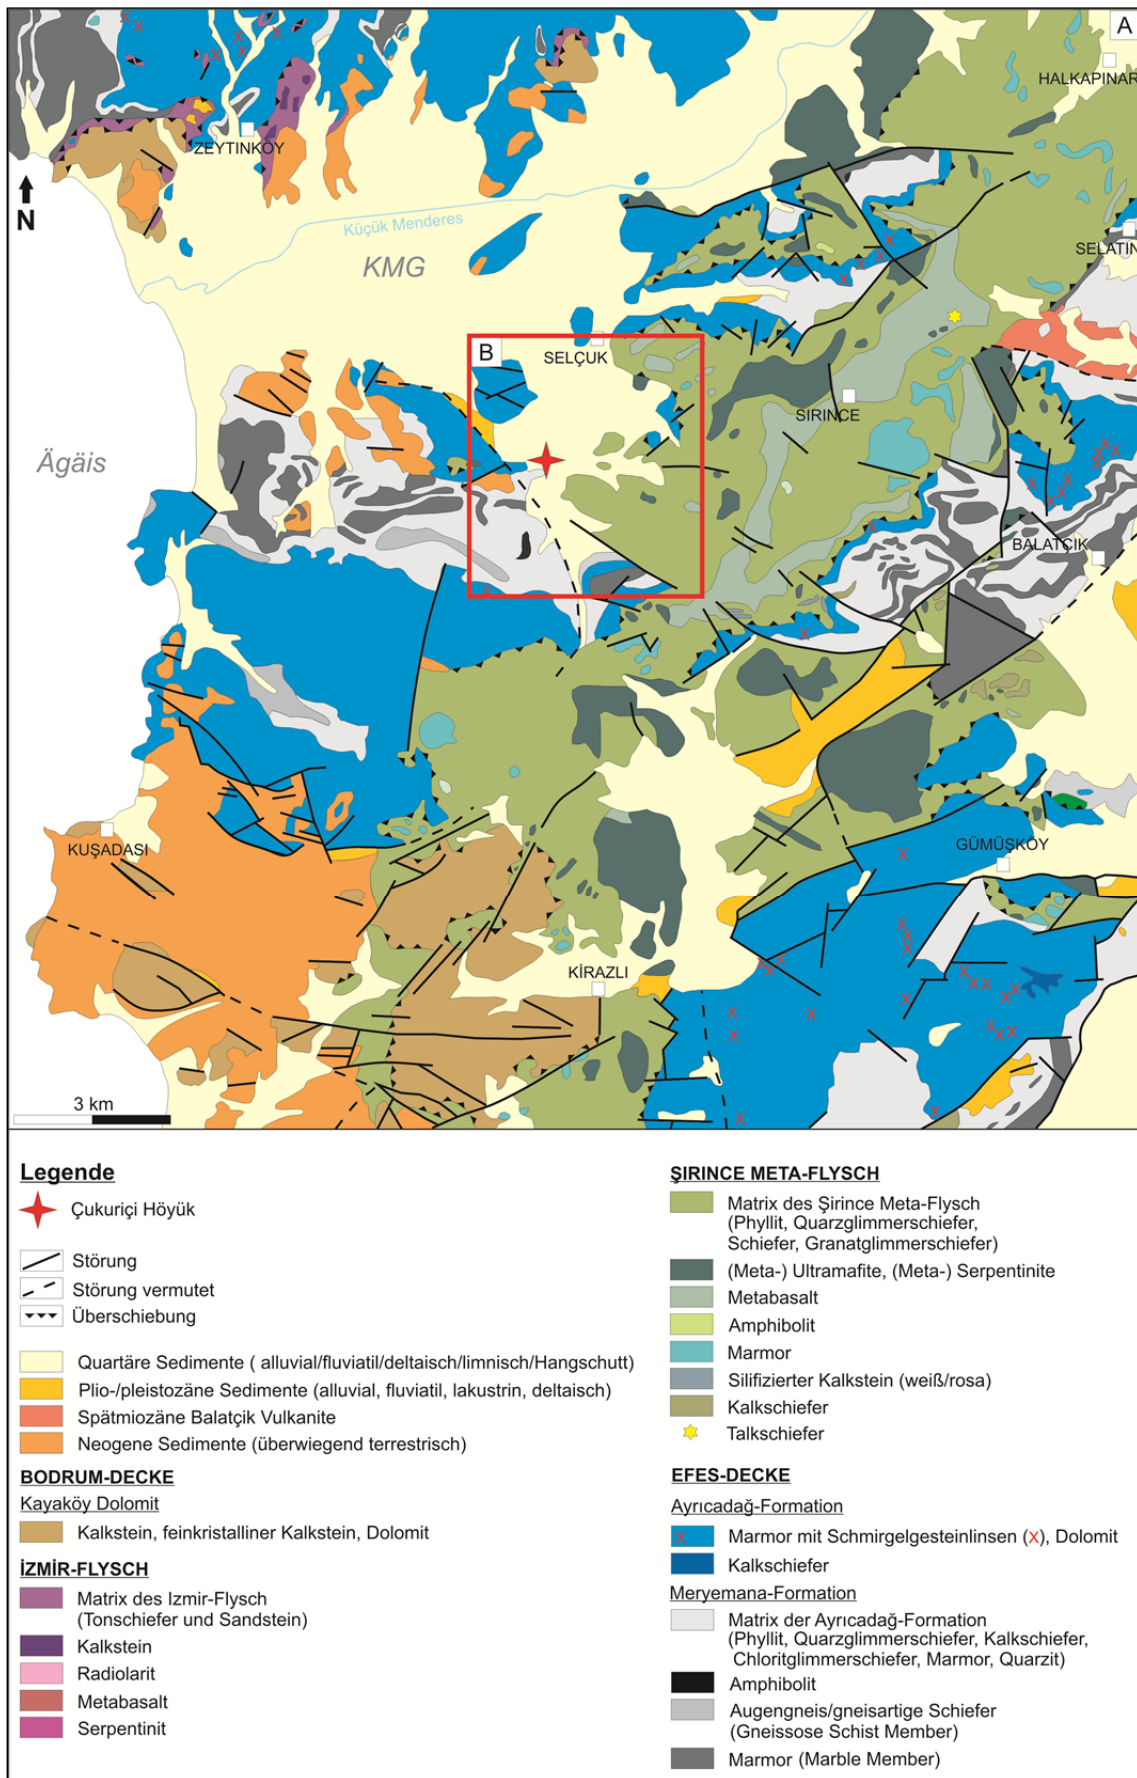 A
HALKAPINAR
ZEYTINKÖY
N
Küçük Menderes
KMG
SELATIN
B
SELÇUK
SIRINCE
Ägäis
BALATÇIK
KUŞADASI
GÜMÜŞKÖY
KİRAZLI
3 km
Legende
Çukuriçi Höyük
Störung
Störung vermutet
Überschiebung
Quartäre Sedimente ( alluvial/fluviatil/deltaisch/limnisch/Hangschutt)
Plio-/pleistozäne Sedimente (alluvial, fluviatil, lakustrin, deltaisch)
Spätmiozäne Balatçik Vulkanite
Neogene Sedimente (überwiegend terrestrisch)
BODRUM-DECKE
Kayaköy Dolomit
Kalkstein, feinkristalliner Kalkstein, Dolomit
İZMİR-FLYSCH
Matrix des Izmir-Flysch
(Tonschiefer und Sandstein)
Kalkstein
Radiolarit
Metabasalt
Serpentinit
ŞIRINCE META-FLYSCH
Matrix des Şirince Meta-Flysch
(Phyllit, Quarzglimmerschiefer,
Schiefer, Granatglimmerschiefer)
(Meta-) Ultramafite, (Meta-) Serpentinite
Metabasalt
Amphibolit
Marmor
Silifizierter Kalkstein (weiß/rosa)
Kalkschiefer
Talkschiefer
EFES-DECKE
Ayrıcadağ-Formation
Marmor mit Schmirgelgesteinlinsen (x), Dolomit
Kalkschiefer
Meryemana-Formation
Matrix der Ayrıcadağ-Formation
(Phyllit, Quarzglimmerschiefer, Kalkschiefer,
Chloritglimmerschiefer, Marmor, Quarzit)
Amphibolit
Augengneis/gneisartige Schiefer
(Gneissose Schist Member)
Marmor (Marble Member)